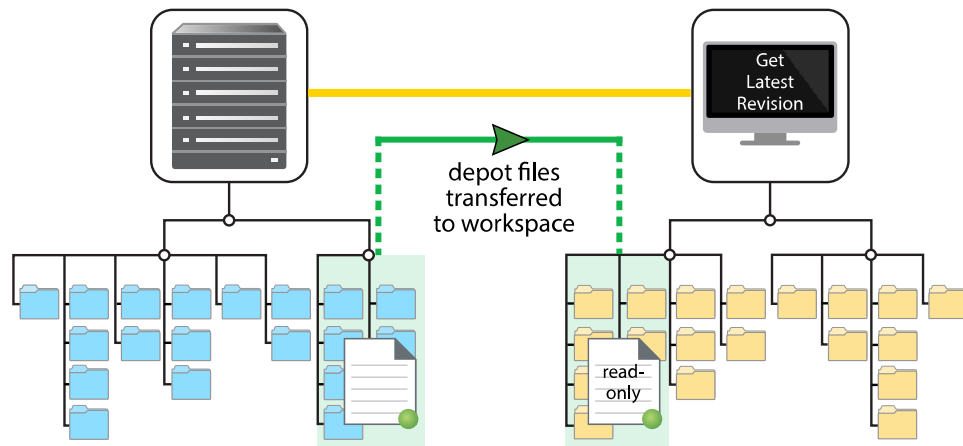 Get
Latest
Revision
depot files
transferred
to workspace
read-
only